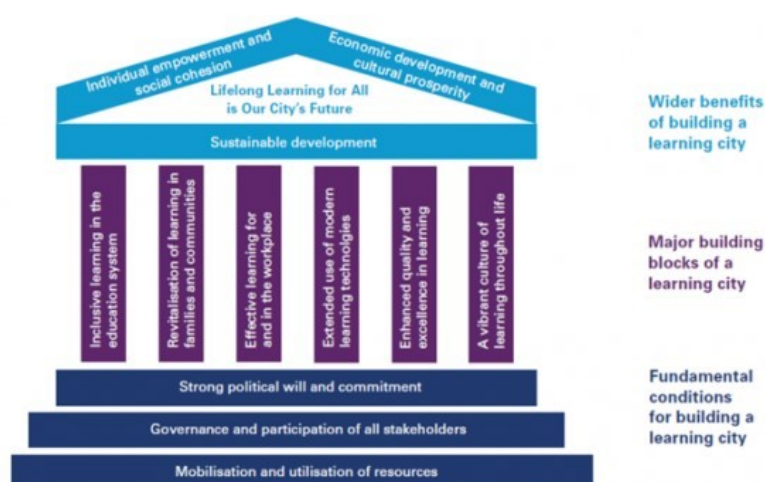 Individual empowerment and
social cohesion
Economic development and
cultural prosperity
Lifelong Learning for All
is Our City's Future
Sustainable development
Wider benefits
of building a
learning city
Inclusive learning in the
education system
Revitalisation of learning in
families and communities
Effective learning for
and in the workplace
Extended use of modern
learning technolgies
Enhanced quality and
excellence in learning
A vibrant culture of
learning throughout life
Major building
blocks of a
learning city
Strong political will and commitment
Governance and participation of all stakeholders
Mobilisation and utilisation of resources
Fundamental
conditions
for building a
learning city